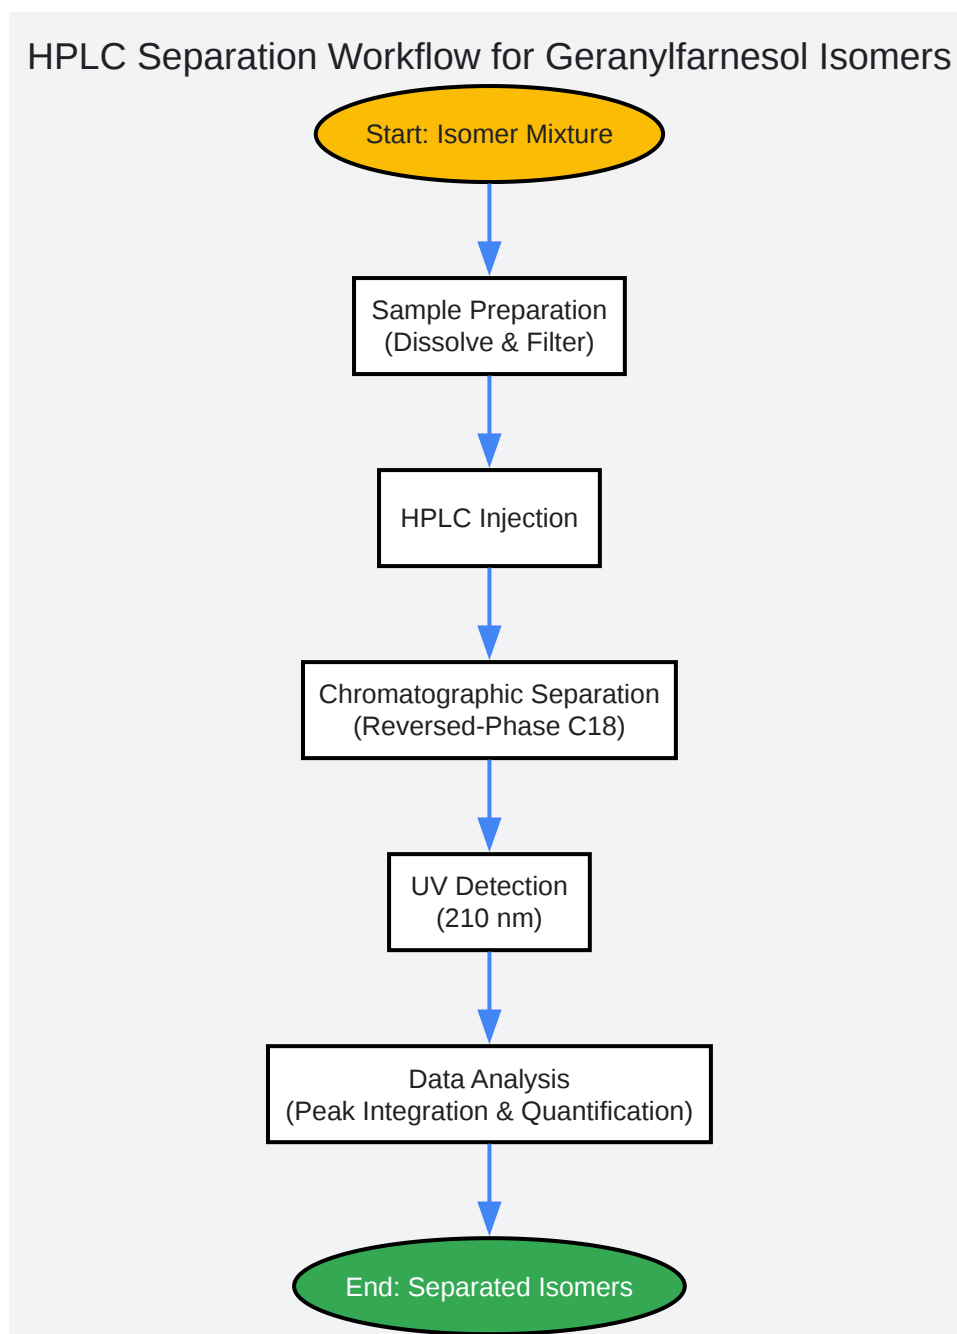 HPLC Separation Workflow for Geranylfarnesol Isomers
Start: Isomer Mixture
Sample Preparation
(Dissolve & Filter)
HPLC Injection
Chromatographic Separation
(Reversed-Phase C18)
UV Detection
(210 nm)
Data Analysis
(Peak Integration & Quantification)
End: Separated Isomers